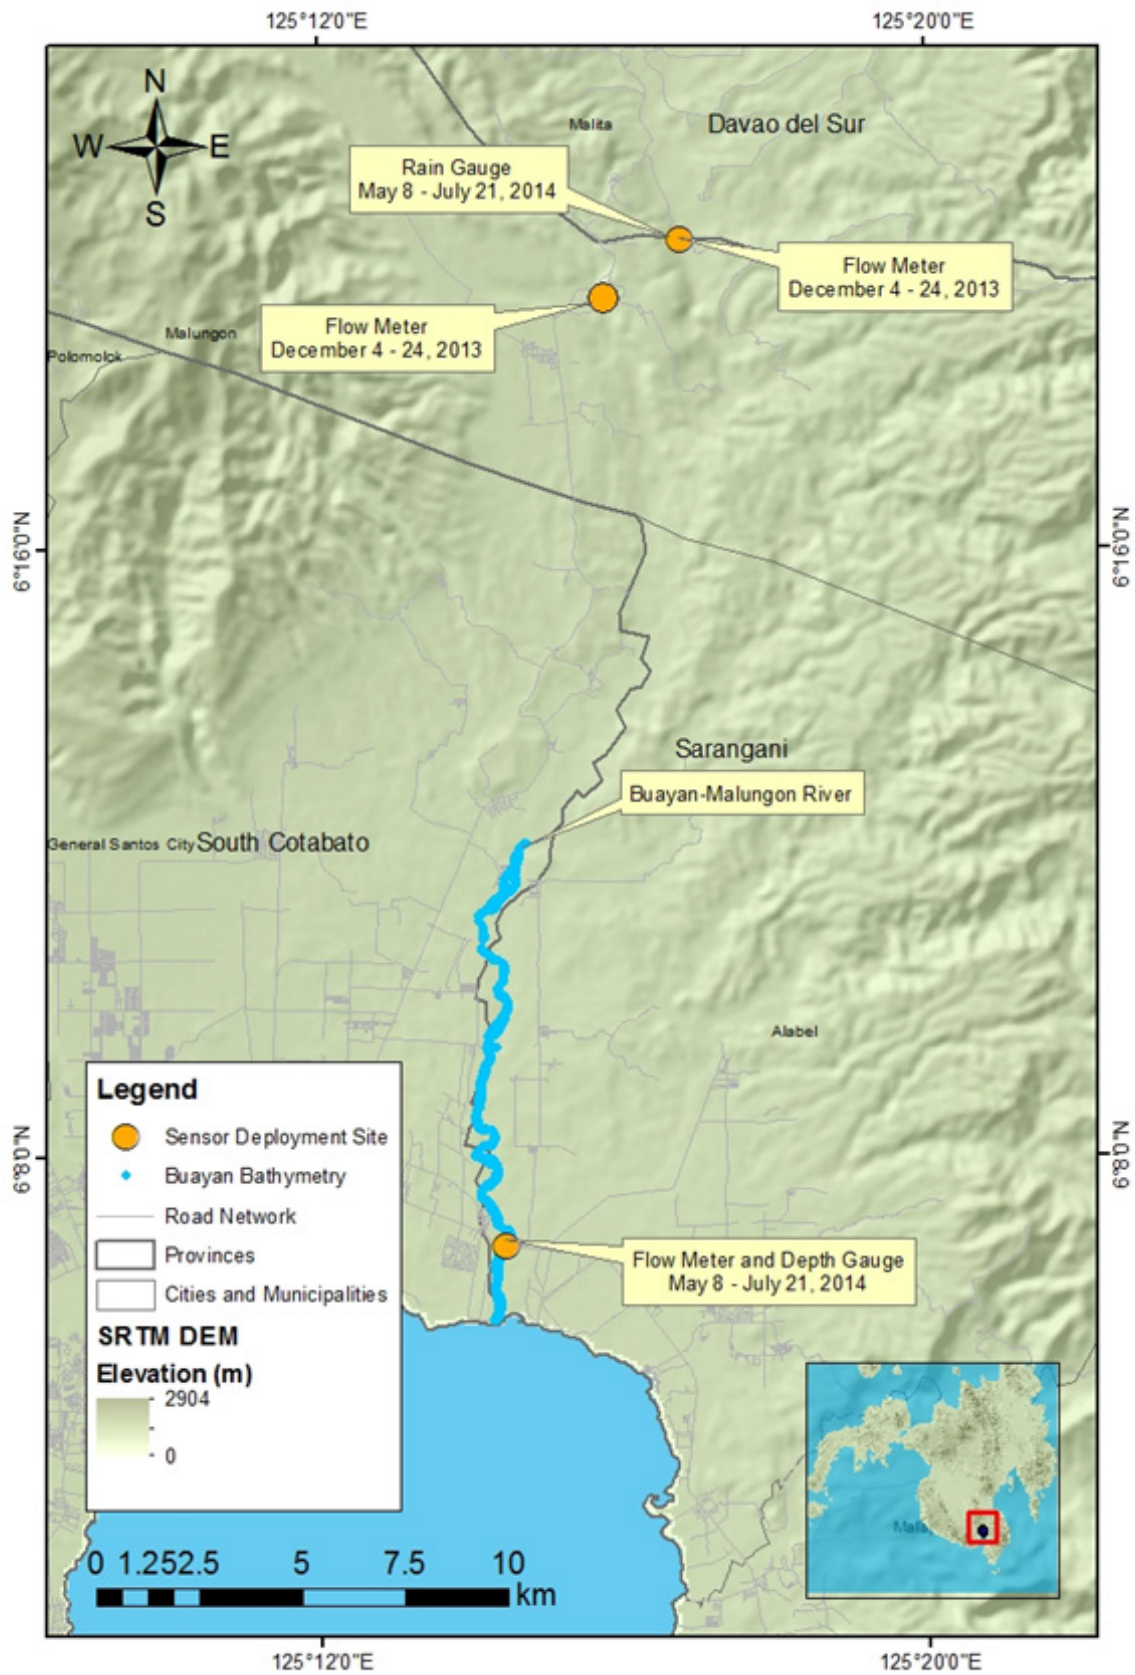 125°12'0"E
125°20'0"E
N
W E
S
Malita
Davao del Sur
Rain Gauge
May 8 - July 21, 2014
Flow Meter
December 4 - 24, 2013
Flow Meter
December 4 - 24, 2013
Malungon
Polomolok
6°16'0"N
6°16'0"N
Sarangani
Buayan-Malungon River
General Santos City
South Cotabato
Alabel
6°8'0"N
6°8'0"N
Legend
Sensor Deployment Site
Buayan Bathymetry
Road Network
Provinces
Cities and Municipalities
SRTM DEM
Elevation (m)
2904
0
Flow Meter and Depth Gauge
May 8 - July 21, 2014
0 1.25 2.5 5 7.5 10
km
125°12'0"E
125°20'0"E